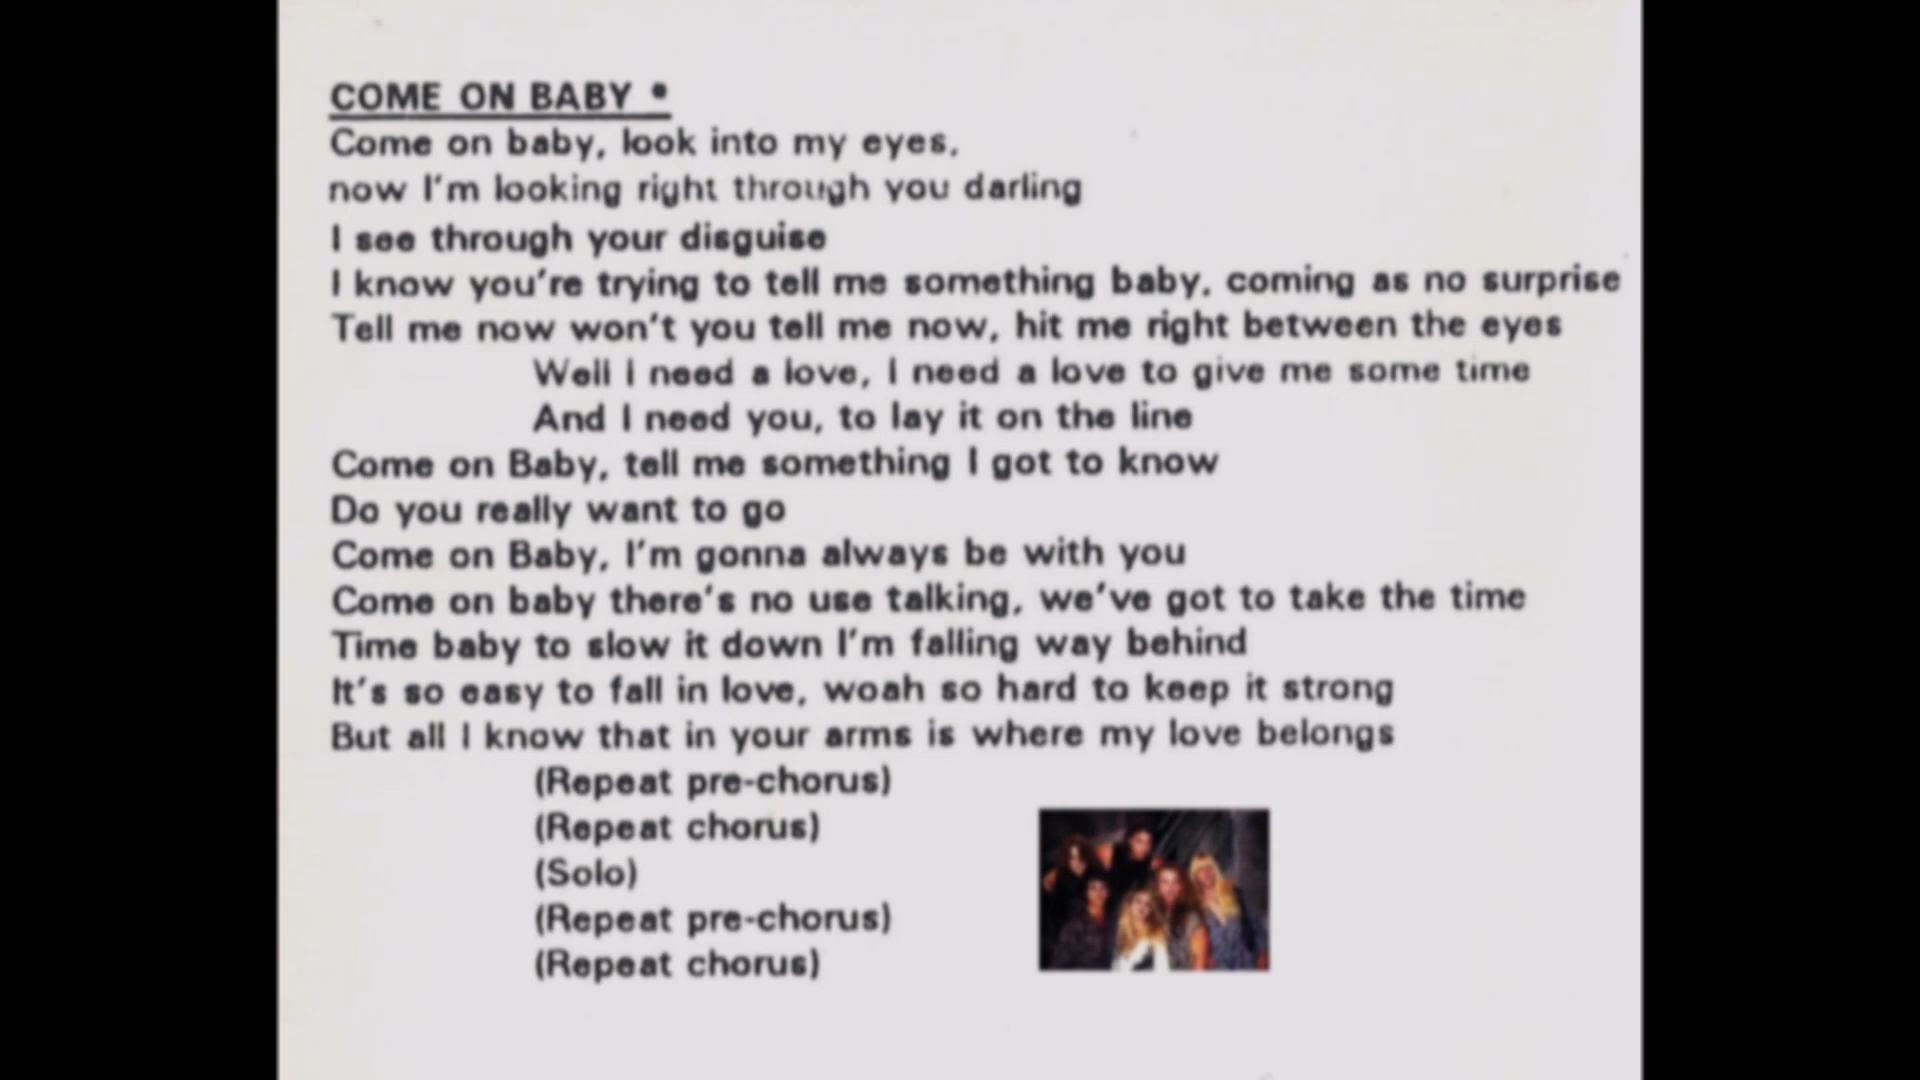 COME ON BABY *
Come on baby, look into my eyes,
now I'm looking right through you darling
I see through your disguise
I know you're trying to tell me something baby, coming as no surprise
Tell me now won't you tell me now, hit me right between the eyes
Well I need a love, I need a love to give me some time
And I need you, to lay it on the line
Come on Baby, tell me something I got to know
Do you really want to go
Come on Baby, I'm gonna always be with you
Come on baby there's no use talking, we've got to take the time
Time baby to slow it down I'm falling way behind
It's so easy to fall in love, woah so hard to keep it strong
But all I know that in your arms is where my love belongs
(Repeat pre-chorus)
(Repeat chorus)
(Solo)
(Repeat pre-chorus)
(Repeat chorus)